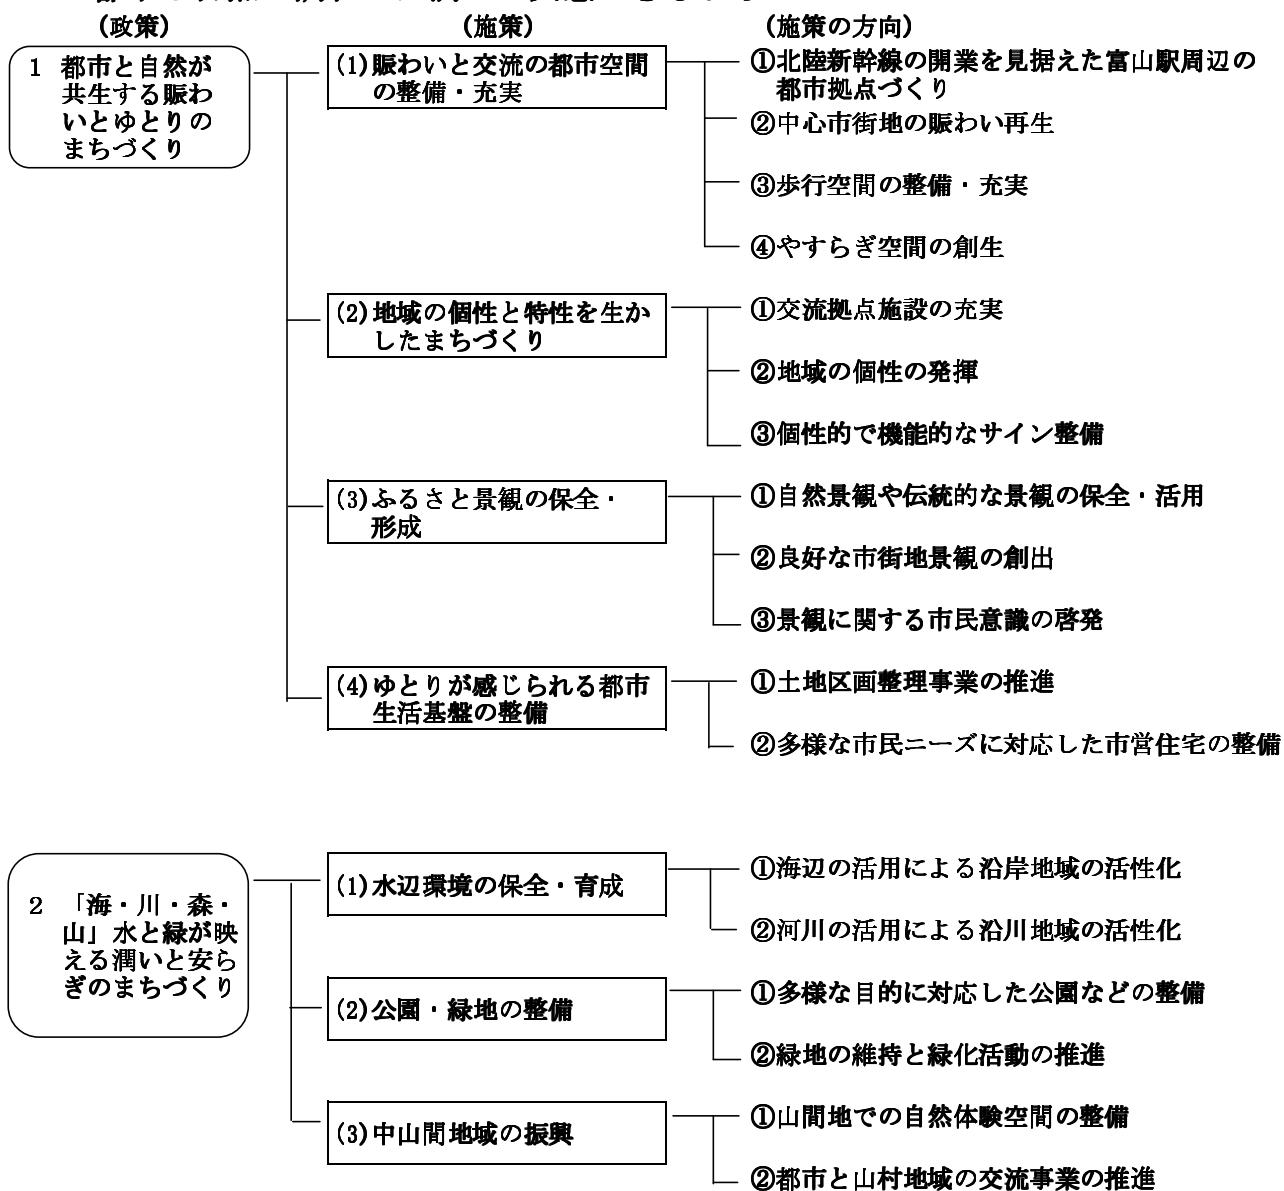 (政策)
(施策)
(施策の方向)
1 都市と自然が
共生する賑わ
いとゆとりの
まちづくり
(1)賑わいと交流の都市空間
の整備・充実
①北陸新幹線の開業を見据えた富山駅周辺の
都市拠点づくり
②中心市街地の賑わい再生
③歩行空間の整備・充実
④やすらぎ空間の創生
(2)地域の個性と特性を生か
したまちづくり
①交流拠点施設の充実
②地域の個性の発揮
③個性的で機能的なサイン整備
(3)ふるさと景観の保全・
形成
①自然景観や伝統的な景観の保全・活用
②良好な市街地景観の創出
③景観に関する市民意識の啓発
(4)ゆとりが感じられる都市
生活基盤の整備
①土地区画整理事業の推進
②多様な市民ニーズに対応した市営住宅の整備
2 「海・川・森・
山」水と緑が映
える潤いと安ら
ぎのまちづくり
(1)水辺環境の保全・育成
①海辺の活用による沿岸地域の活性化
②河川の活用による沿川地域の活性化
(2)公園・緑地の整備
①多様な目的に対応した公園などの整備
②緑地の維持と緑化活動の推進
(3)中山間地域の振興
①山間地での自然体験空間の整備
②都市と山村地域の交流事業の推進